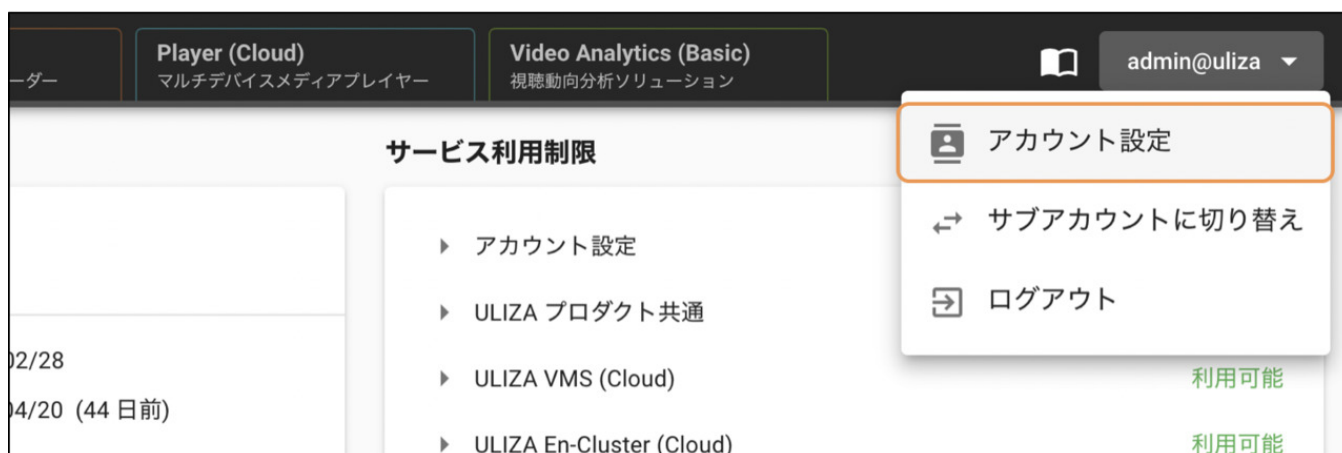 Player (Cloud)
マルチデバイスメディアプレイヤー
Video Analytics (Basic)
視聴動向分析ソリューション
ーダー
admin@uliza
アカウント設定
サブアカウントに切り替え
ログアウト
サービス利用制限
アカウント設定
ULIZA プロダクト共通
ULIZA VMS (Cloud)
利用可能
ULIZA En-Cluster (Cloud)
利用可能
02/28
04/20 (44 日前)